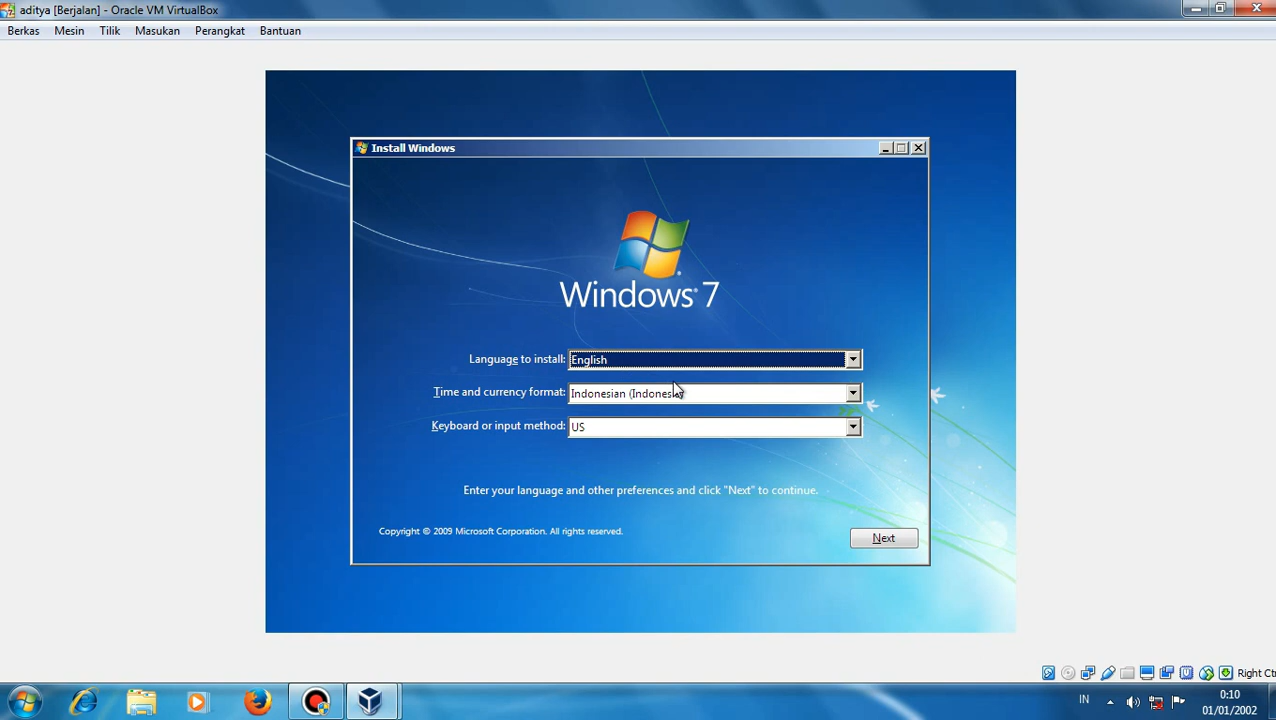 aditya [Berjalan] - Oracle VM VirtualBox
Berkas Mesin Tilik Masukan Perangkat Bantuan
Install Windows
Windows 7
Language to install: English
Time and currency format: Indonesian (Indonesia)
Keyboard or input method: US
Enter your language and other preferences and click "Next" to continue.
Copyright © 2009 Microsoft Corporation. All rights reserved.
Next
Right Ctr
IN
0:10
01/01/2002